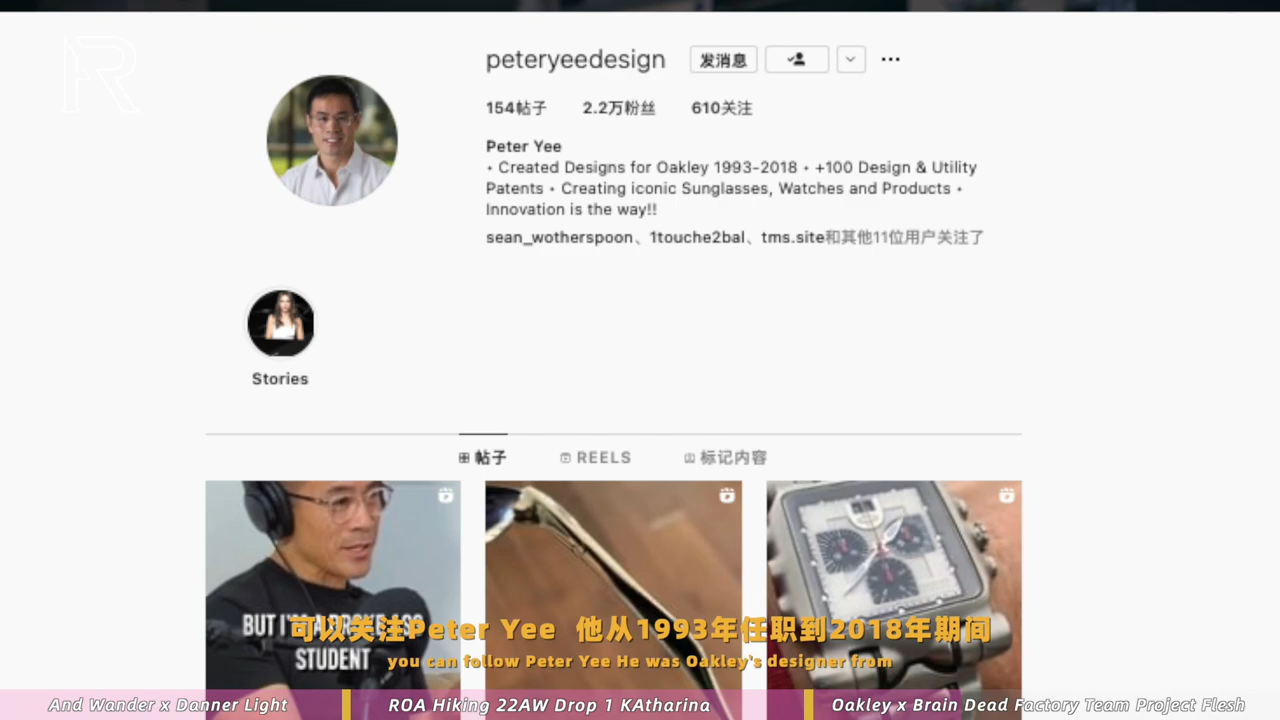 peteryeedesign 发消息
154帖子 2.2万粉丝 610关注
Peter Yee
• Created Designs for Oakley 1993-2018 • +100 Design & Utility
Patents • Creating iconic Sunglasses, Watches and Products •
Innovation is the way!!
sean_wotherspoon、1touche2bal、tms.site和其他11位用户关注了
Stories
帖子 REELS 标记内容
STUDENT
可以关注Peter Yee 他从1993年任职到2018年期间
you can follow Peter Yee He was Oakley's designer from
And Wander x Danner Light ROA Hiking 22AW Drop 1 KAtharina Oakley x Brain Dead Factory Team Project Flesh